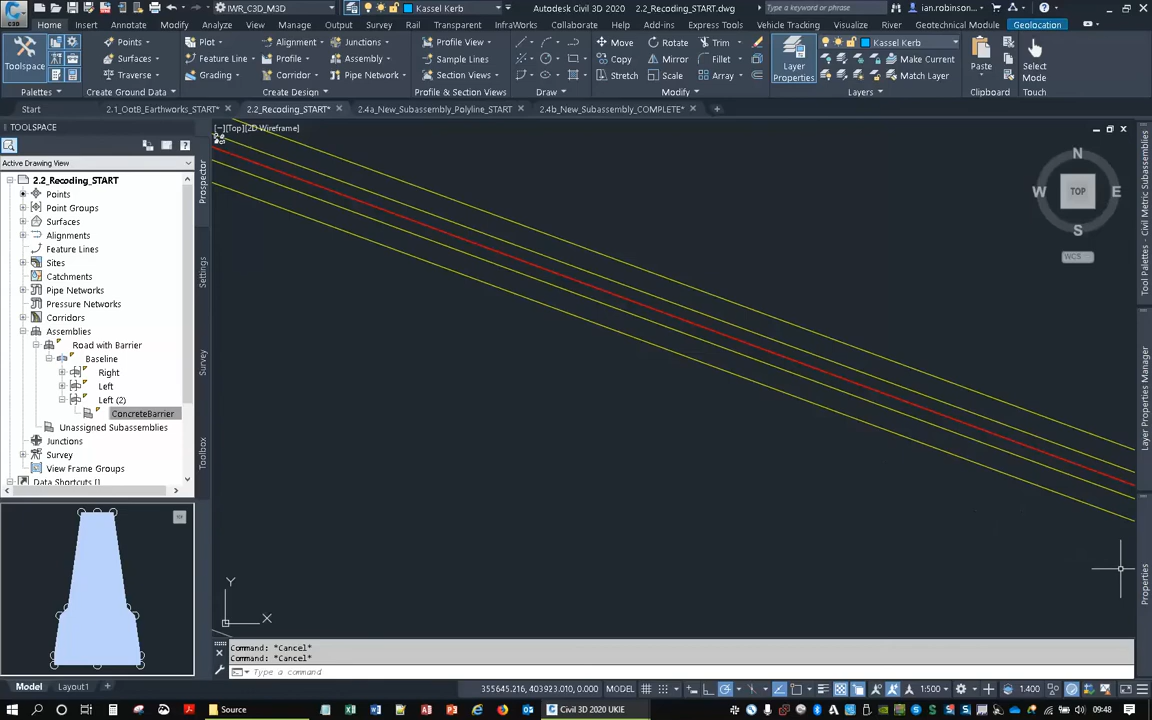 C3D
IWR_C3D_M3D
Kassel Kerb
Autodesk Civil 3D 2020 2.2_Recoding_START.dwg
Type a keyword or phrase
ian.robinson...
Home Insert Annotate Modify Analyze View Manage Output Survey Rail Transparent InfraWorks Collaborate Help Add-ins Express Tools Vehicle Tracking Visualize River Geotechnical Module Geolocation
Toolspace
Points
Surfaces
Traverse
Plot
Feature Line
Grading
Alignment
Profile
Corridor
Junctions
Assembly
Pipe Network
Profile View
Sample Lines
Section Views
Move
Copy
Stretch
Rotate
Mirror
Scale
Trim
Fillet
Array
Layer
Properties
Kassel Kerb
Make Current
Match Layer
Paste
Select
Mode
Palettes
Create Ground Data
Create Design
Profile & Section Views
Draw
Modify
Layers
Clipboard
Touch
Start
2.1_OotB_Earthworks_START*
2.2_Recoding_START*
2.4a_New_Subassembly_Polyline_START
2.4b_New_Subassembly_COMPLETE*
TOOLSPACE
Active Drawing View
2.2_Recoding_START
Points
Point Groups
Surfaces
Alignments
Feature Lines
Sites
Catchments
Pipe Networks
Pressure Networks
Corridors
Assemblies
Road with Barrier
Baseline
Right
Left
Left (2)
ConcreteBarrier
Unassigned Subassemblies
Junctions
Survey
View Frame Groups
Data Shortcuts []
Prospector
Settings
Survey
Toolbox
[−][Top][2D Wireframe]
N
W
TOP
E
S
WCS
Tool Palettes - Civil Metric Subassemblies
Layer Properties Manager
Properties
Y
X
Command: *Cancel*
Command: *Cancel*
Type a command
Model
Layout1
355645.216, 403923.010, 0.000
MODEL
1:500
1.400
Source
Civil 3D 2020 UKIE
09:48